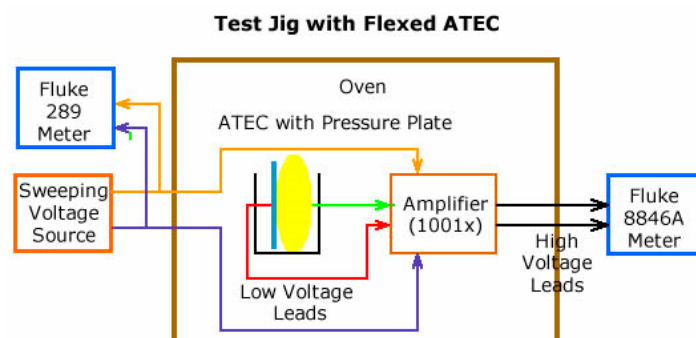 Test Jig with Flexed ATEC
Fluke
289
Meter
Oven
ATEC with Pressure Plate
Sweeping
Voltage
Source
Amplifier
(1001x)
Fluke
8846A
Meter
High
Voltage
Leads
Low Voltage
Leads